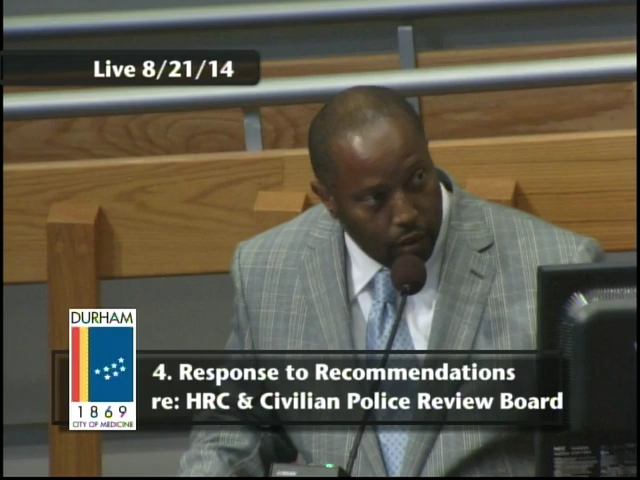 Live 8/21/14
DURHAM
1869
CITY OF MEDICINE
4. Response to Recommendations
re: HRC & Civilian Police Review Board